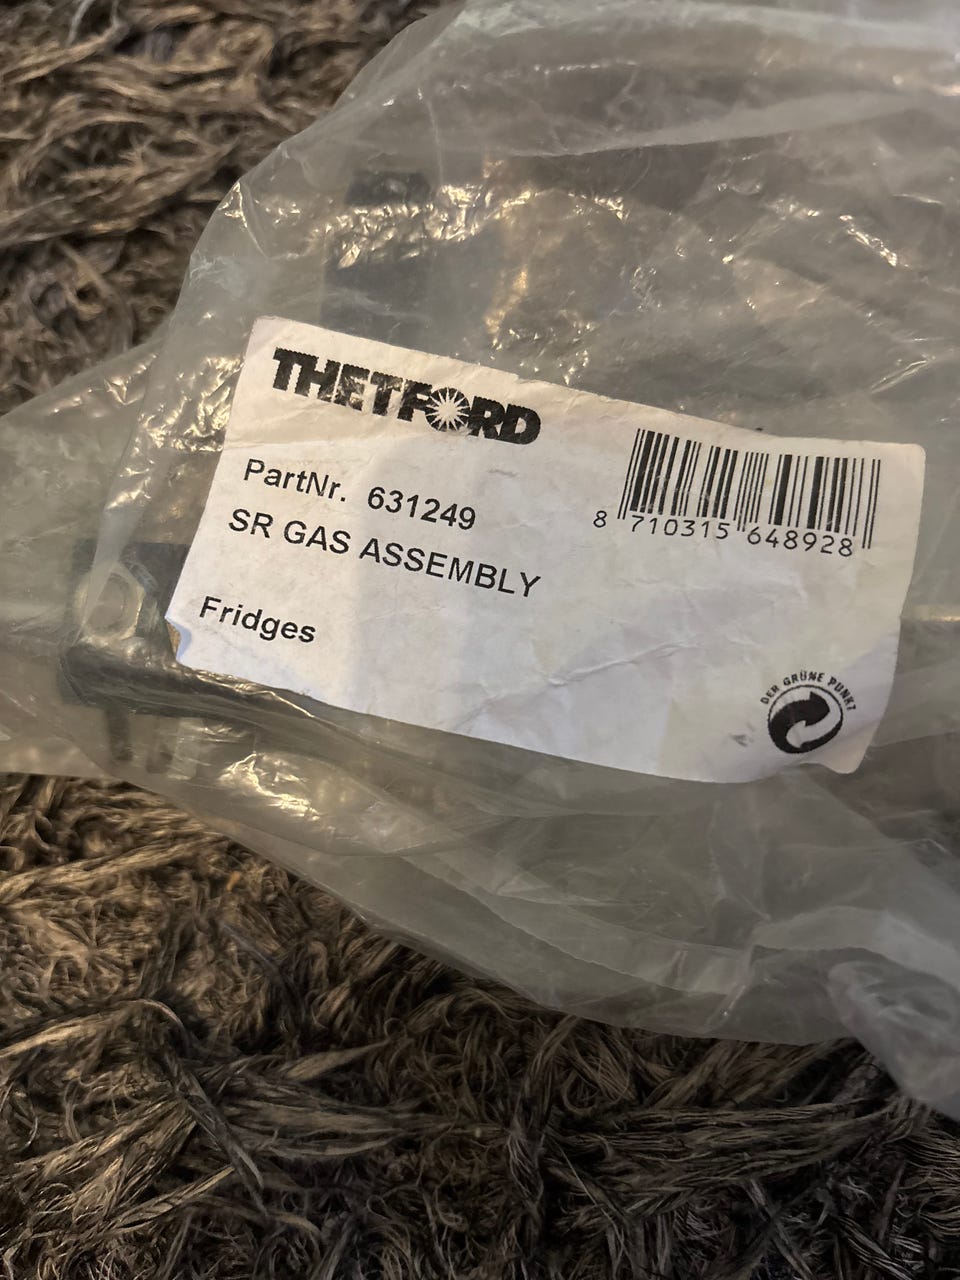 THETFORD
PartNr. 631249
SR GAS ASSEMBLY
Fridges
8 710315 648928
DER GRÜNE PUNKT